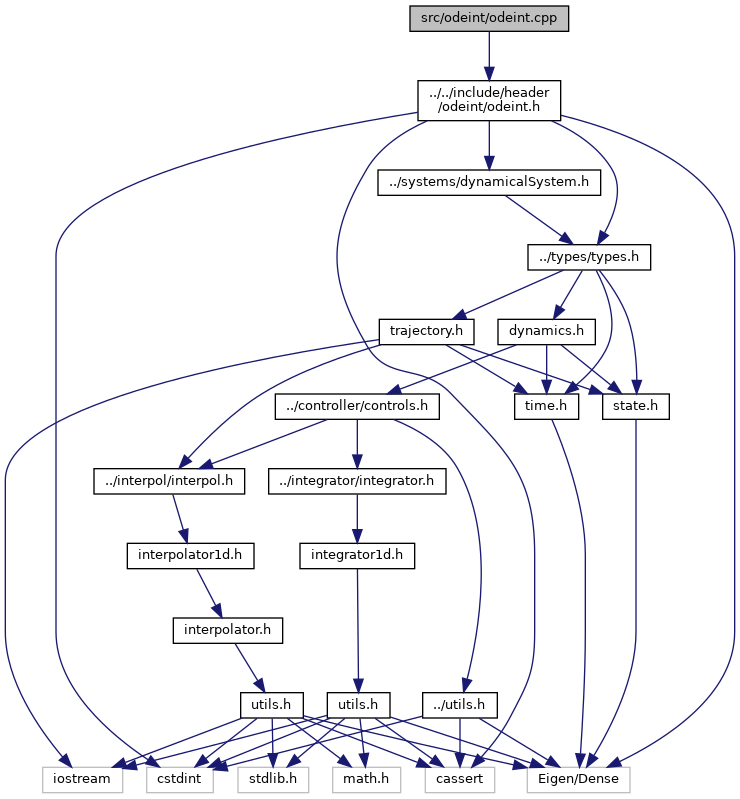 src/odeint/odeint.cpp
../../include/header
/odeint/odeint.h
../systems/dynamicalSystem.h
../types/types.h
trajectory.h
dynamics.h
../controller/controls.h
time.h
state.h
../interpol/interpol.h
../integrator/integrator.h
interpolator1d.h
integrator1d.h
interpolator.h
utils.h
utils.h
../utils.h
iostream
cstdint
stdlib.h
math.h
cassert
Eigen/Dense